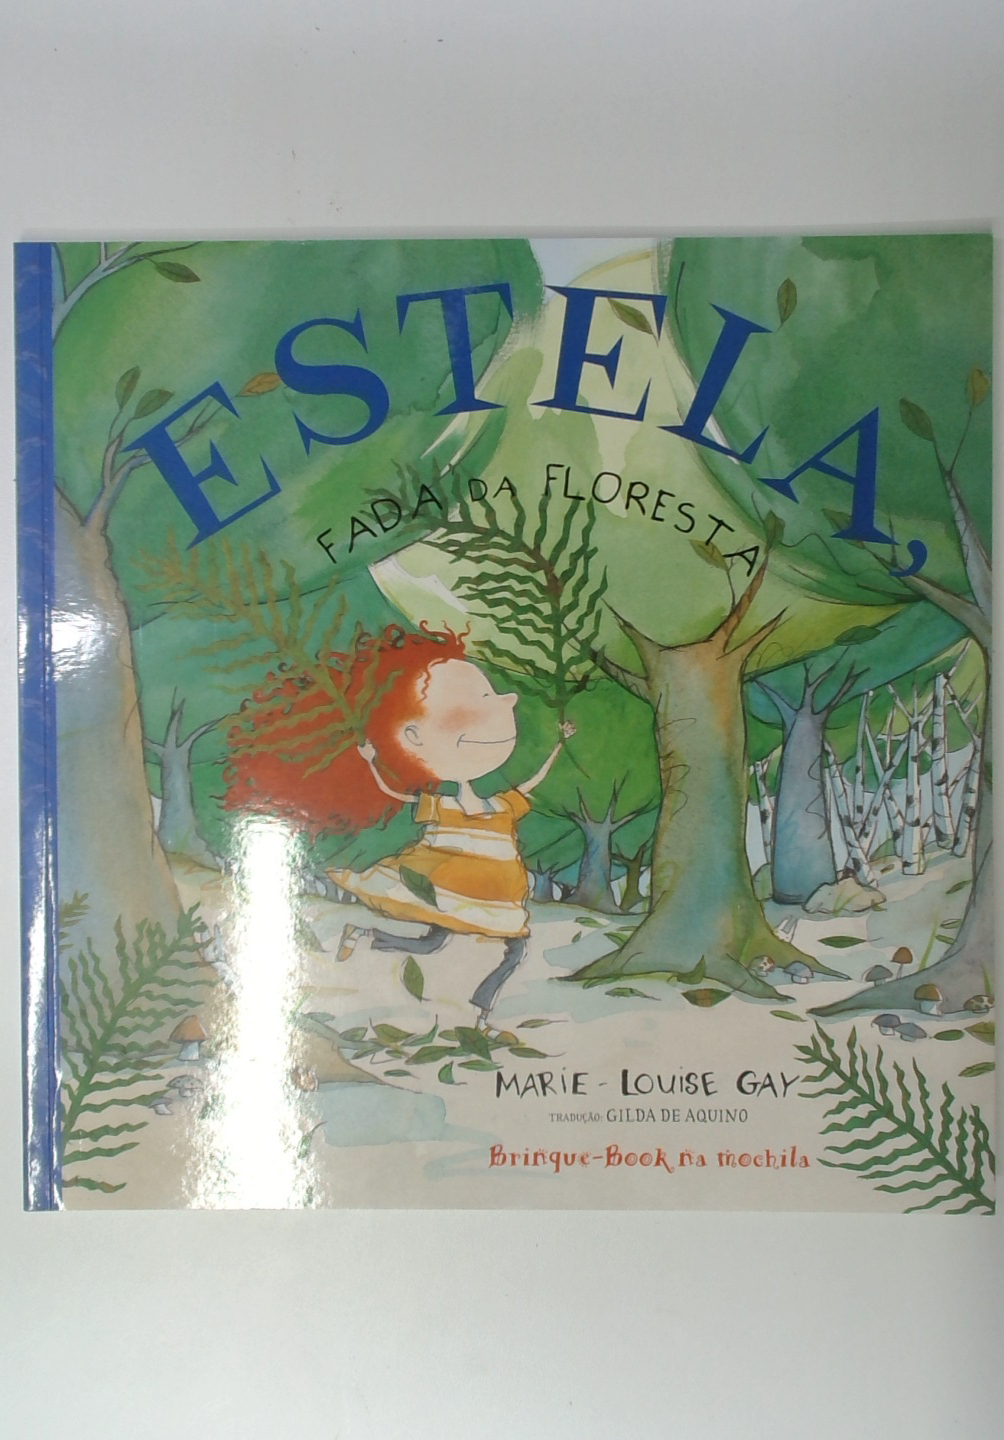 ESTELA,
FADA DA FLORESTA
MARIE-LOUISE GAY
TRADUÇÃO: GILDA DE AQUINO
Brinque-Book na mochila